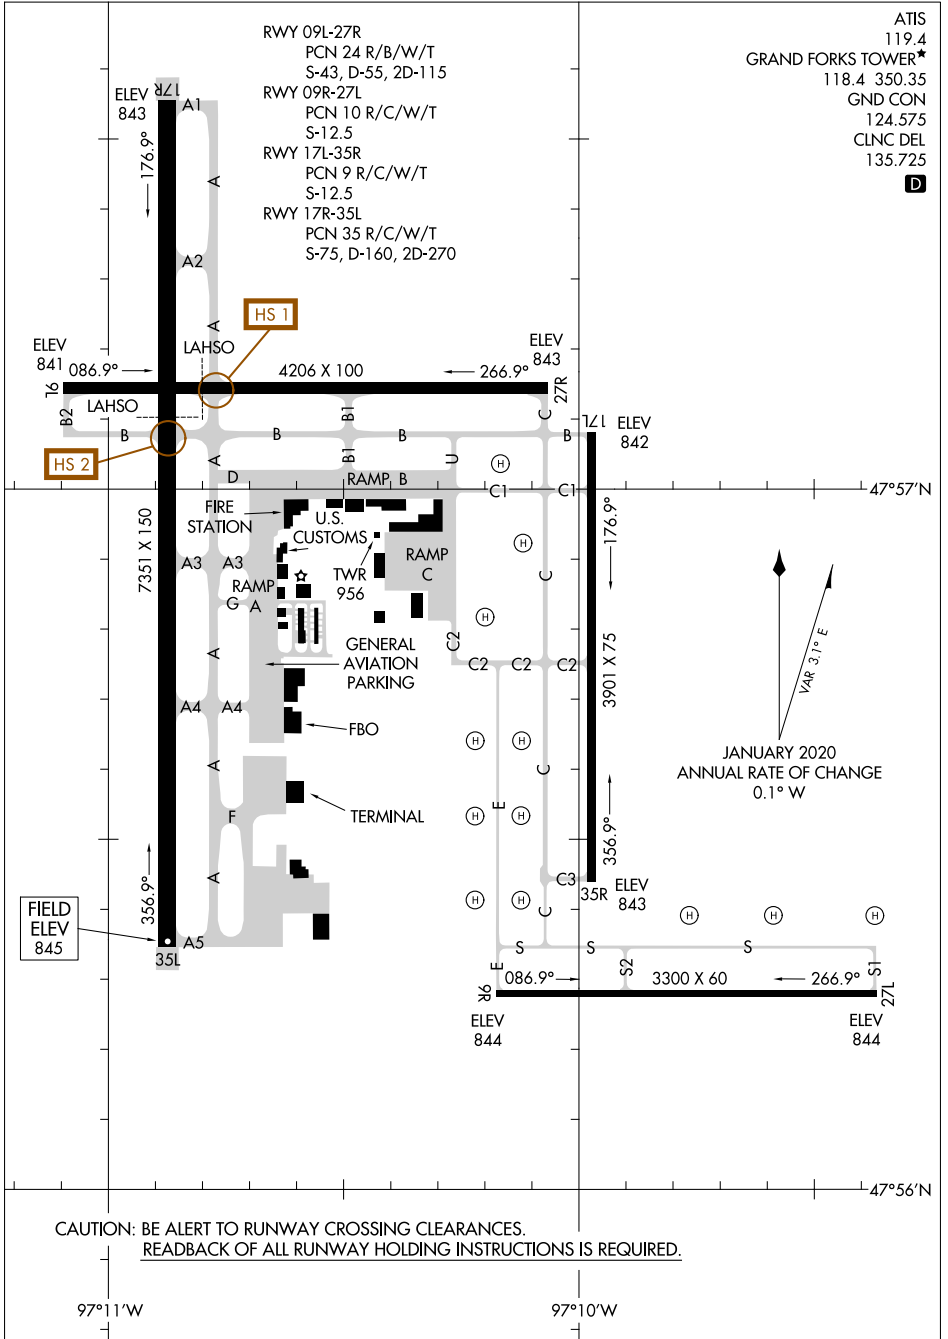 RWY 09L-27R
PCN 24 R/B/W/T
S-43, D-55, 2D-115
RWY 09R-27L
PCN 10 R/C/W/T
S-12.5
RWY 17L-35R
PCN 9 R/C/W/T
S-12.5
RWY 17R-35L
PCN 35 R/C/W/T
S-75, D-160, 2D-270
ATIS
119.4
GRAND FORKS TOWER★
118.4 350.35
GND CON
124.575
CLNC DEL
135.725
D
ELEV
843
17R
A1
176.9°
A
A2
A
HS 1
LAHSO
ELEV
841
086.9°
4206 X 100
266.9°
ELEV
843
9L
27R
LAHSO
B2
B
B
B1
B
C
B
17L
ELEV
842
HS 2
A
D
B1
U
H
RAMP B
C1
C1
47°57'N
7351 X 150
FIRE
STATION
U.S.
CUSTOMS
TWR
956
RAMP
C
H
C
176.9°
A3
A3
RAMP
A
G
H
A
GENERAL
AVIATION
PARKING
C2
C2
C2
C2
3901 X 75
VAR 3.1° E
A4
A4
FBO
H
H
JANUARY 2020
ANNUAL RATE OF CHANGE
0.1° W
A
C
E
F
TERMINAL
H
H
356.9°
356.9°
A
C3
35R
ELEV
843
FIELD
ELEV
845
H
H
C
H
H
H
A5
35L
S
S
S
E
086.9°
S2
3300 X 60
266.9°
S1
9R
27L
ELEV
844
ELEV
844
47°56'N
CAUTION: BE ALERT TO RUNWAY CROSSING CLEARANCES.
READBACK OF ALL RUNWAY HOLDING INSTRUCTIONS IS REQUIRED.
97°11'W
97°10'W